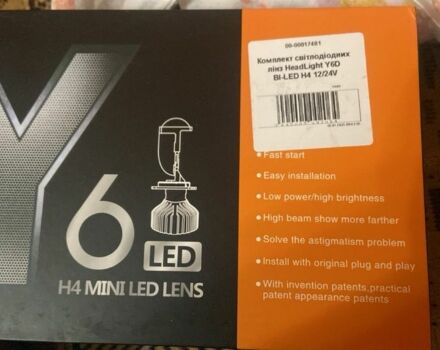 00-00017481
Комплект світлодіодних
лінз HeadLight Y6D
BI-LED H4 12/24V
Fast start
Easy installation
Low power/high brightness
High beam show more farther
Solve the astigmatism problem
Install with original plug and play
With invention patents,practical
patent appearance patents
Y
6
LED
H4 MINI LED LENS